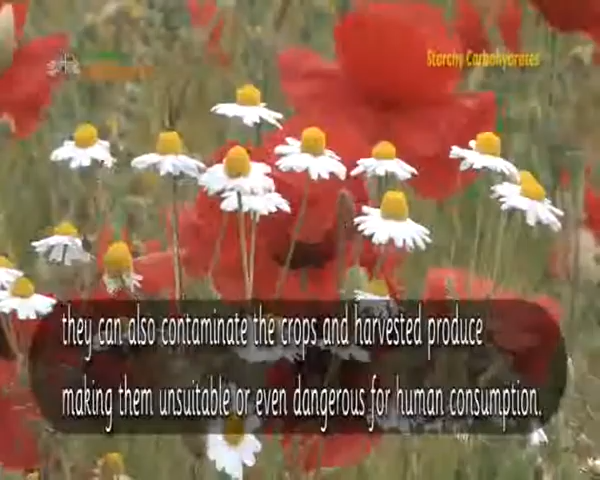 Starchy Carbohydrates
they can also contaminate the crops and harvested produce
making them unsuitable or even dangerous for human consumption.